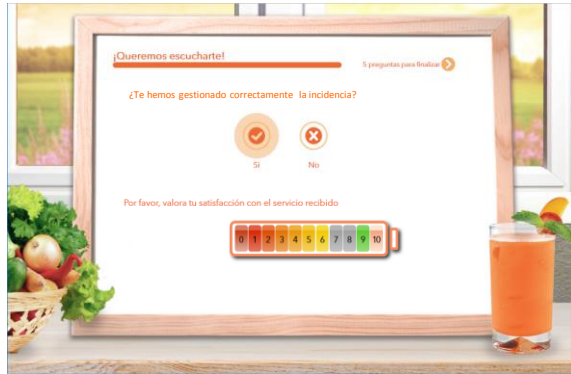 ¡Queremos escucharte!
5 preguntas para finalizar
¿Te hemos gestionado correctamente la incidencia?
Si No
Por favor, valora tu satisfacción con el servicio recibido
0 1 2 3 4 5 6 7 8 9 10